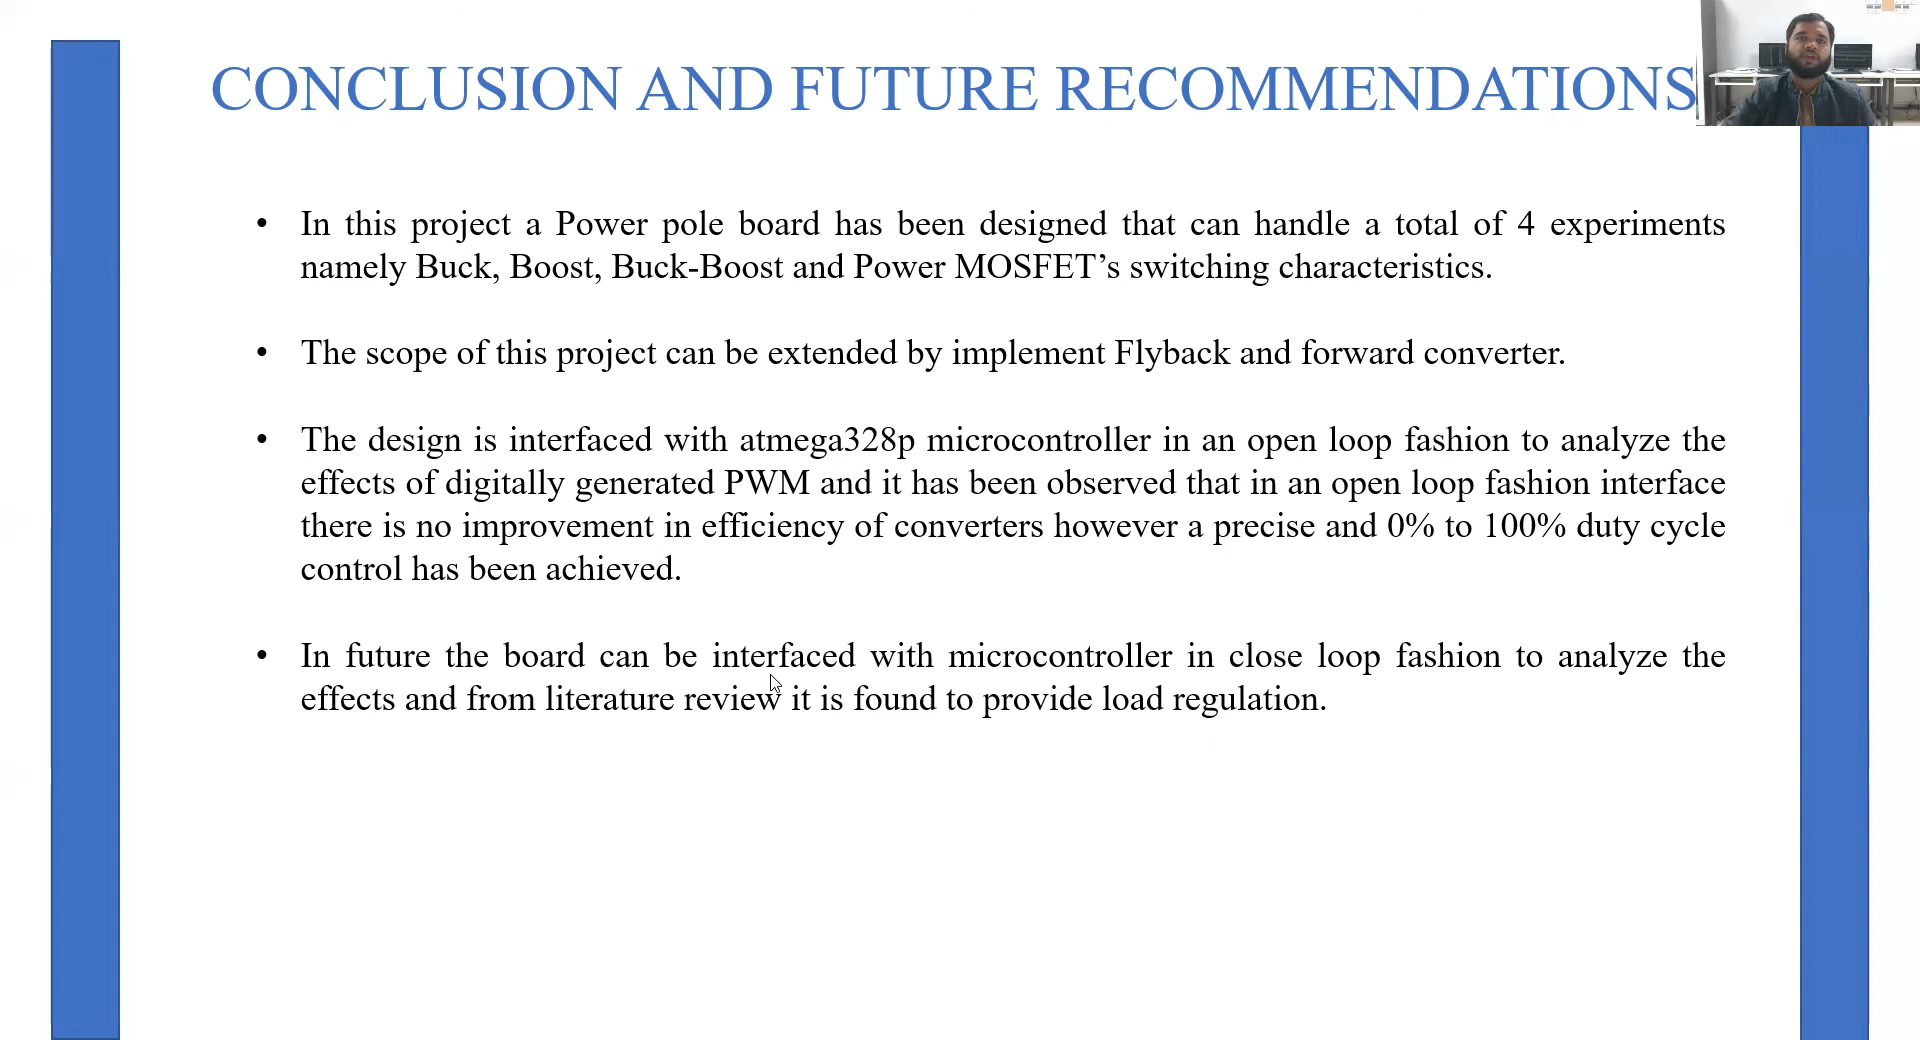 CONCLUSION AND FUTURE RECOMMENDATIONS
• In this project a Power pole board has been designed that can handle a total of 4 experiments
namely Buck, Boost, Buck-Boost and Power MOSFET’s switching characteristics.
• The scope of this project can be extended by implement Flyback and forward converter.
• The design is interfaced with atmega328p microcontroller in an open loop fashion to analyze the
effects of digitally generated PWM and it has been observed that in an open loop fashion interface
there is no improvement in efficiency of converters however a precise and 0% to 100% duty cycle
control has been achieved.
• In future the board can be interfaced with microcontroller in close loop fashion to analyze the
effects and from literature review it is found to provide load regulation.